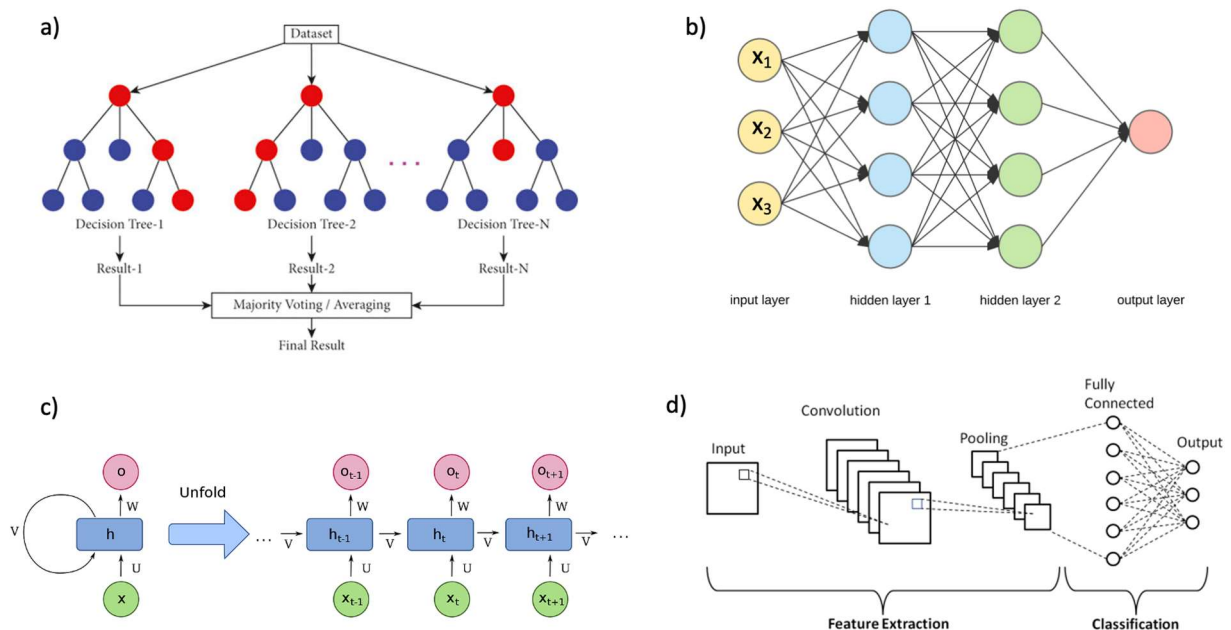 a)
Dataset
Decision Tree-1
Decision Tree-2
Decision Tree-N
Result-1
Result-2
Result-N
Majority Voting / Averaging
Final Result
b)
x1
x2
x3
input layer
hidden layer 1
hidden layer 2
output layer
c)
o
W
V
h
U
x
Unfold
...
ot-1
ot
ot+1
W
W
W
V
ht-1
V
ht
V
ht+1
V
...
U
U
U
xt-1
xt
xt+1
d)
Input
Convolution
Pooling
Fully
Connected
Output
Feature Extraction
Classification